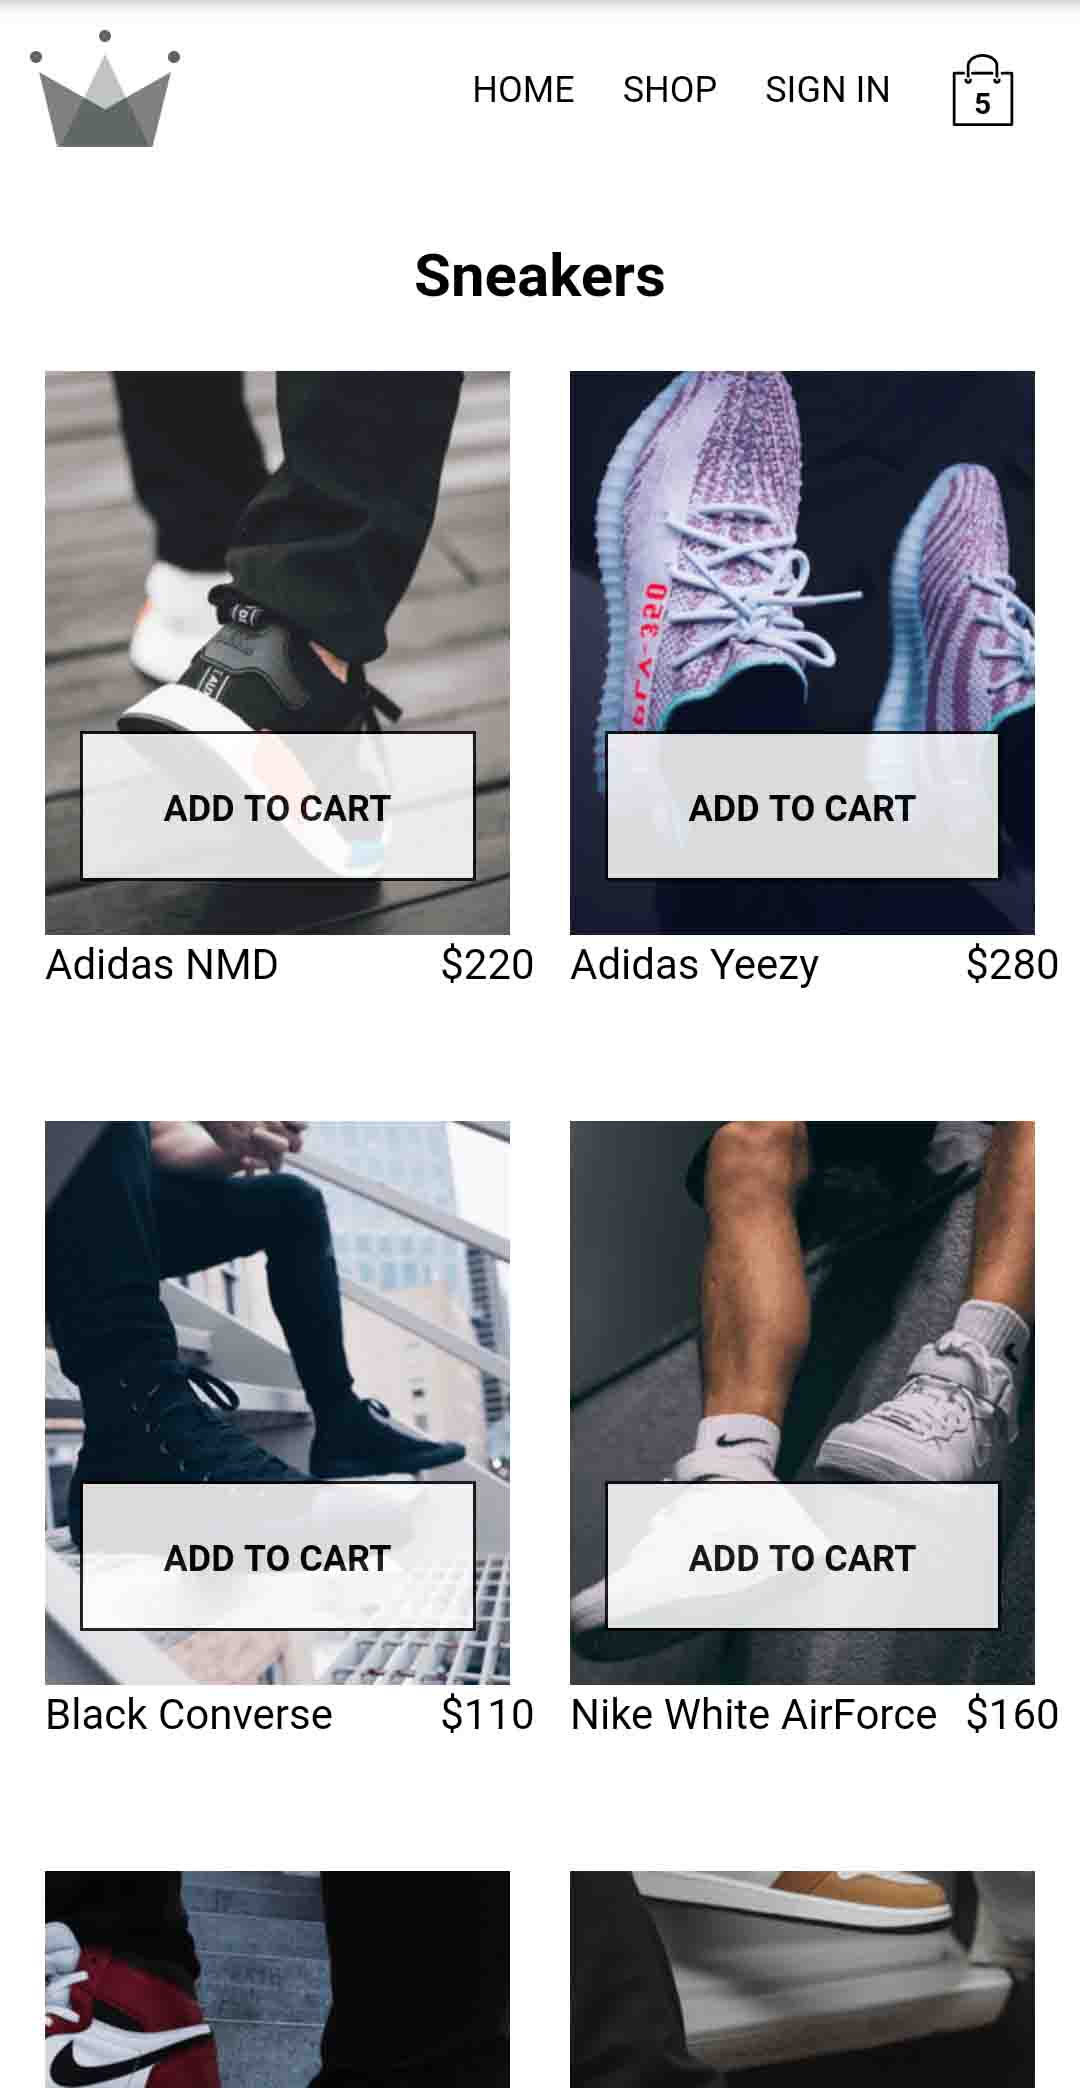 HOME SHOP SIGN IN 5
Sneakers
ADD TO CART ADD TO CART
Adidas NMD $220 Adidas Yeezy $280
ADD TO CART ADD TO CART
Black Converse $110 Nike White AirForce $160